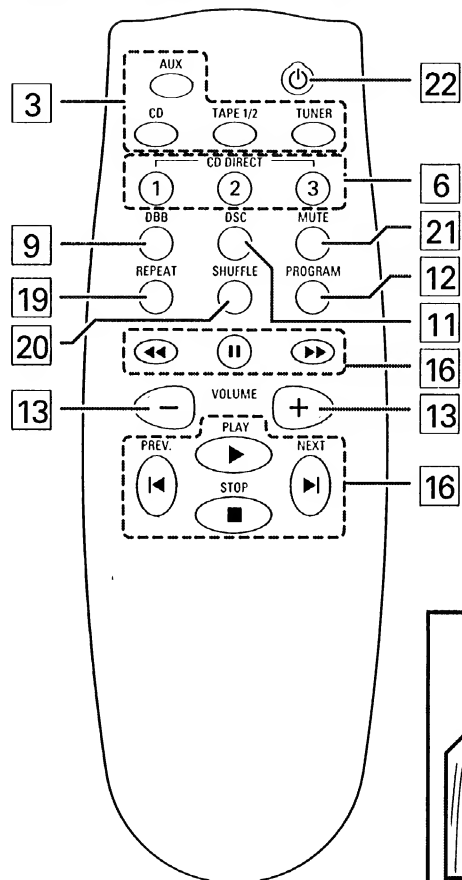 AUX
22
3
CD TAPE 1/2 TUNER
CD DIRECT
1 2 3
6
DBB DSC MUTE
9
21
REPEAT SHUFFLE PROGRAM
12
19
11
20
16
VOLUME
13
13
PLAY
PREV. NEXT
16
STOP